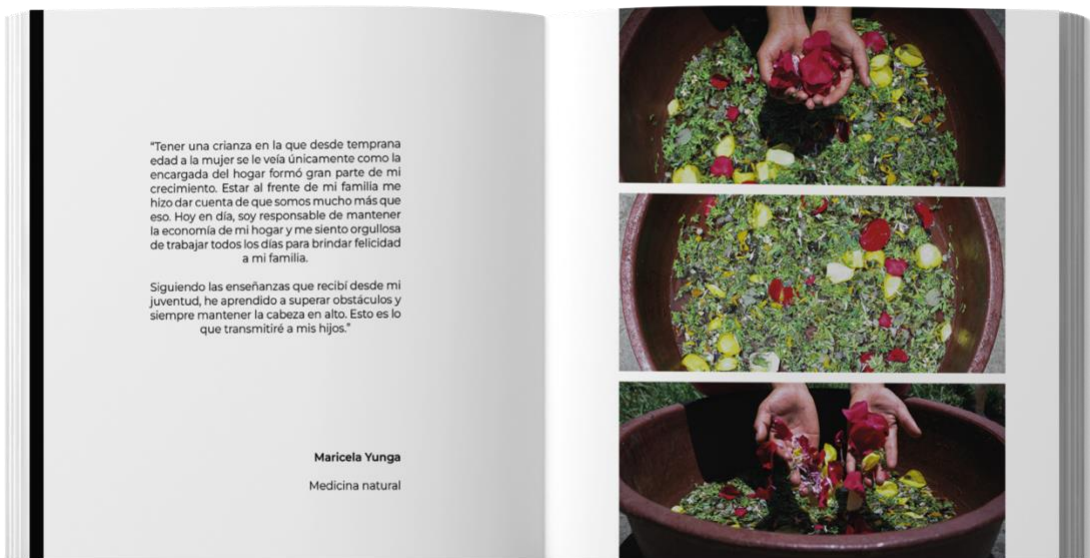 “Tener una crianza en la que desde temprana
edad a la mujer se le veía únicamente como la
encargada del hogar formó gran parte de mi
crecimiento. Estar al frente de mi familia me
hizo dar cuenta de que somos mucho más que
eso. Hoy en día, soy responsable de mantener
la economía de mi hogar y me siento orgullosa
de trabajar todos los días para brindar felicidad
a mi familia.
Siguiendo las enseñanzas que recibí desde mi
juventud, he aprendido a superar obstáculos y
siempre mantener la cabeza en alto. Esto es lo
que transmitiré a mis hijos.”
Maricela Yunga
Medicina natural